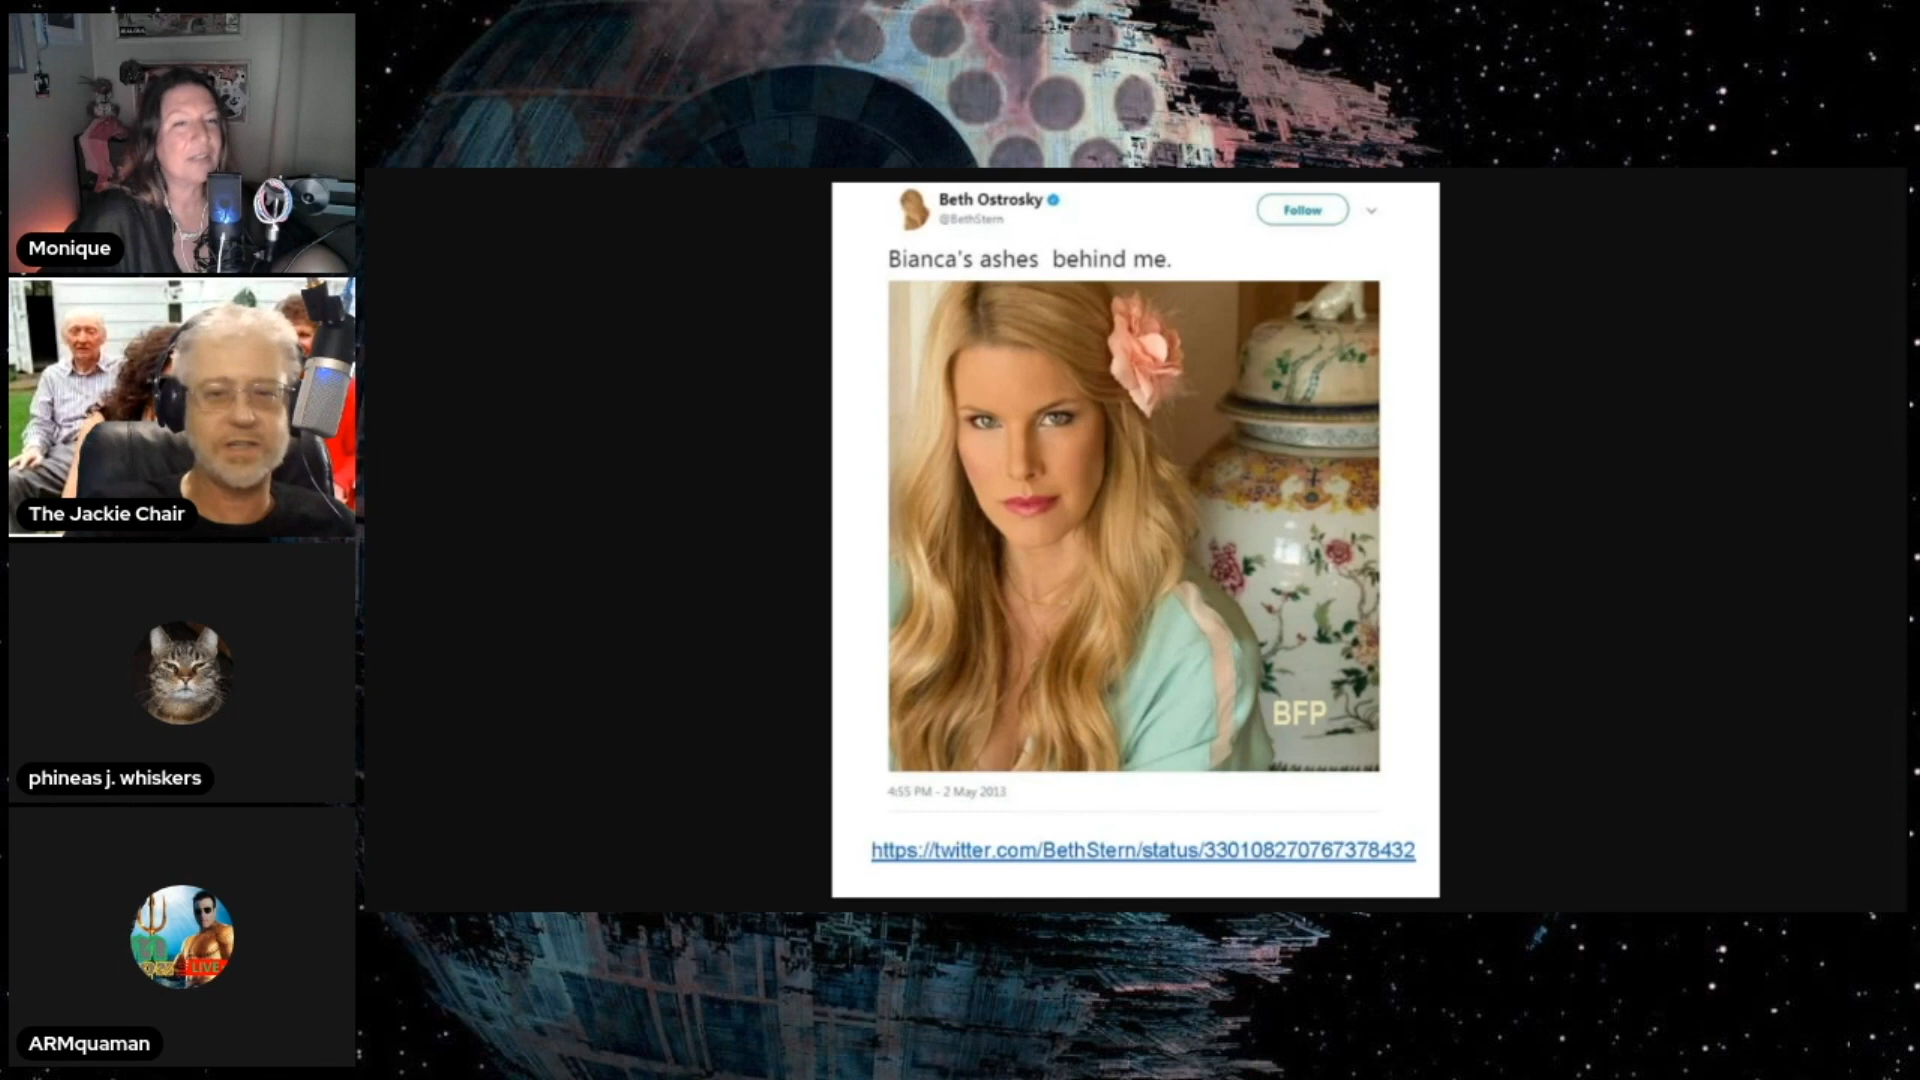 Monique
The Jackie Chair
phineas j. whiskers
LIVE
ARMquaman
Beth Ostrosky
@BethStern
Follow
Bianca's ashes behind me.
BFP
4:55 PM - 2 May 2013
https://twitter.com/BethStern/status/330108270767378432